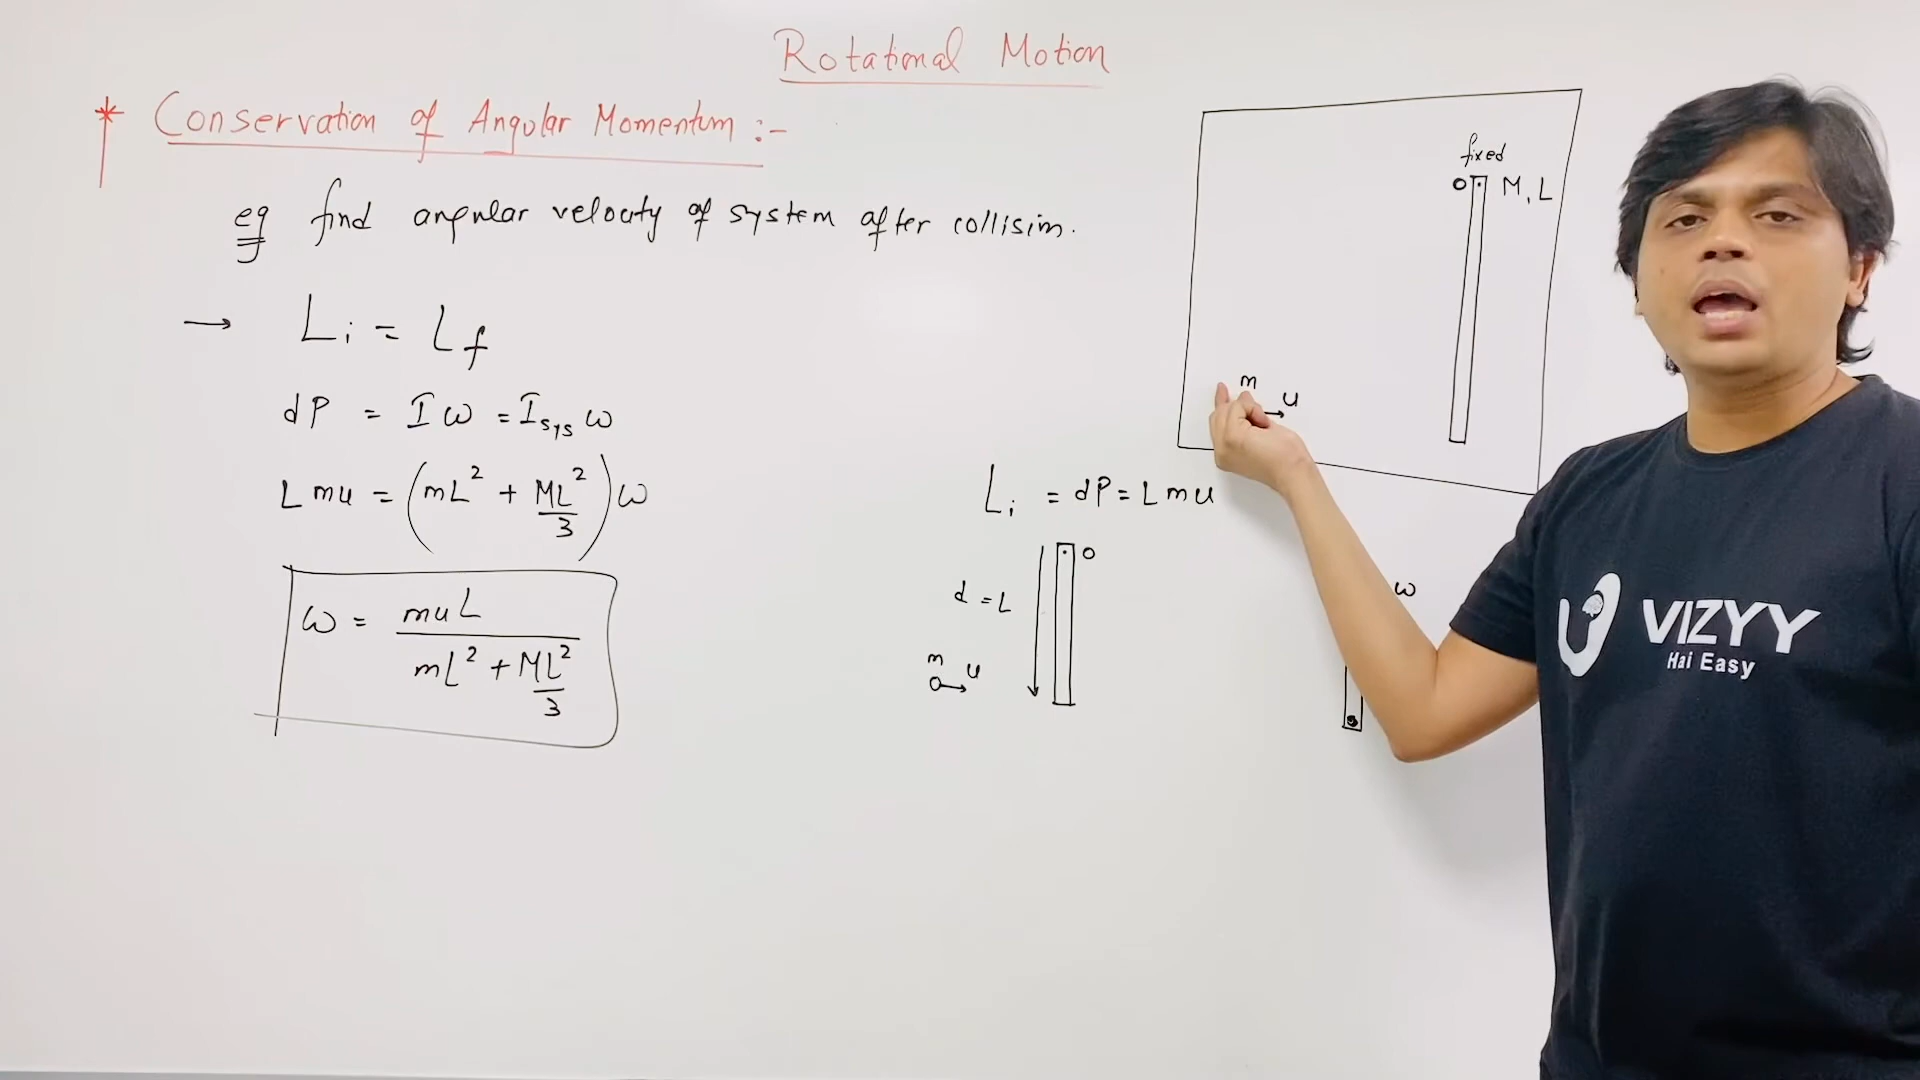 Rotational Motion
* Conservation of Angular Momentum :-
eg find angular velocity of system after collision.
→ Li = Lf
dP = Iω = Isys ω
Lmu = (mL² + ML²/3) ω
ω = muL / (mL² + ML²/3)
fixed
O M, L
m
u
Li = dP = Lmu
O
d = L
m
u
ω
VIZYY
Hai Easy